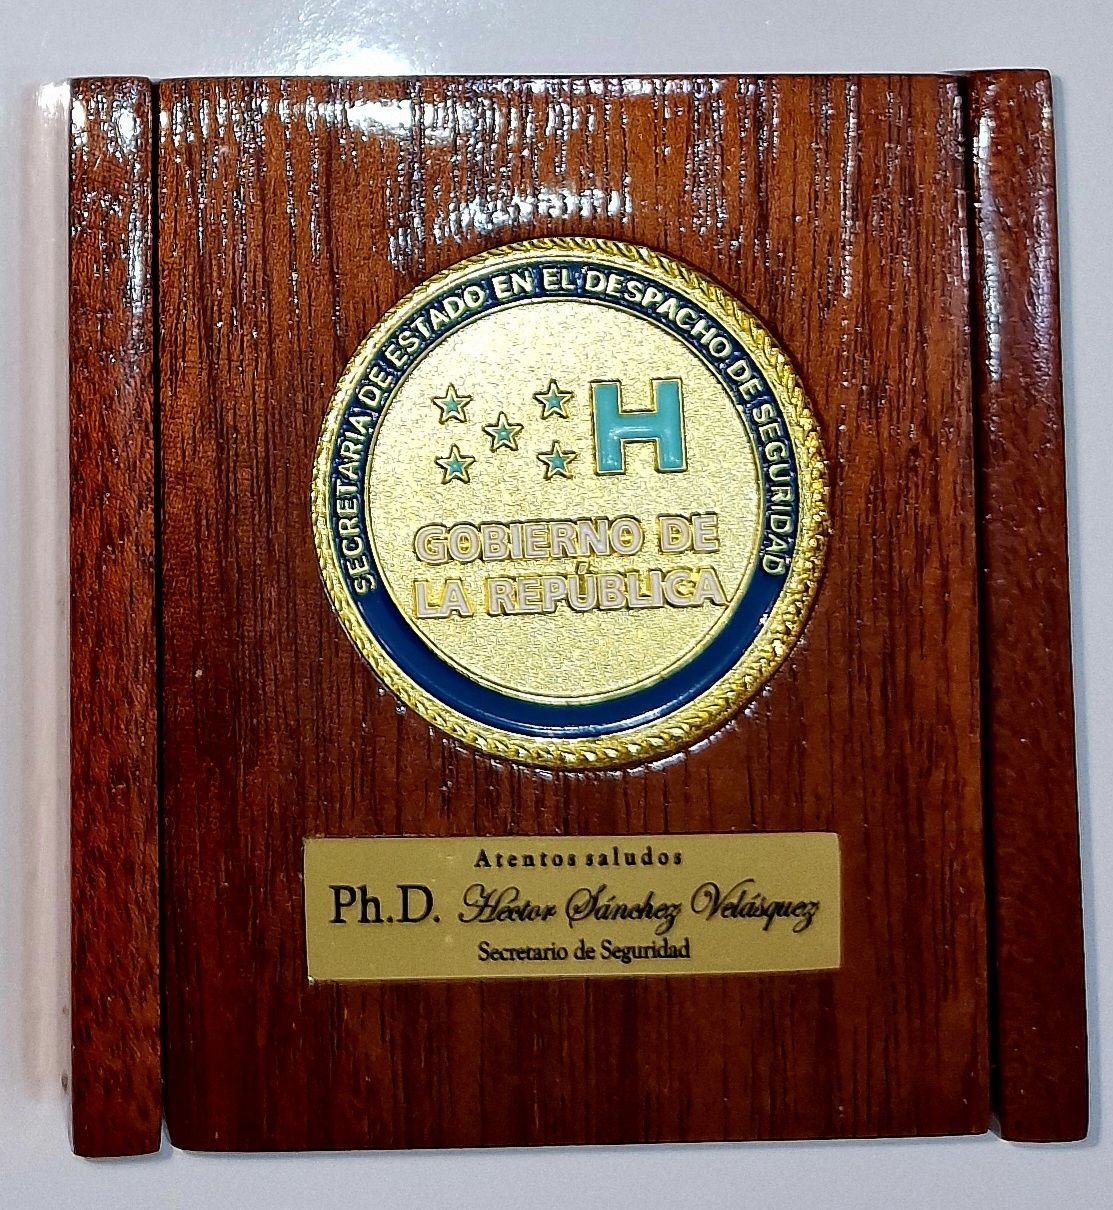 SECRETARIA DE ESTADO EN EL DESPACHO DE SEGURIDAD
H
GOBIERNO DE
LA REPÚBLICA
Atentos saludos
Ph.D. Héctor Sánchez Velásquez
Secretario de Seguridad